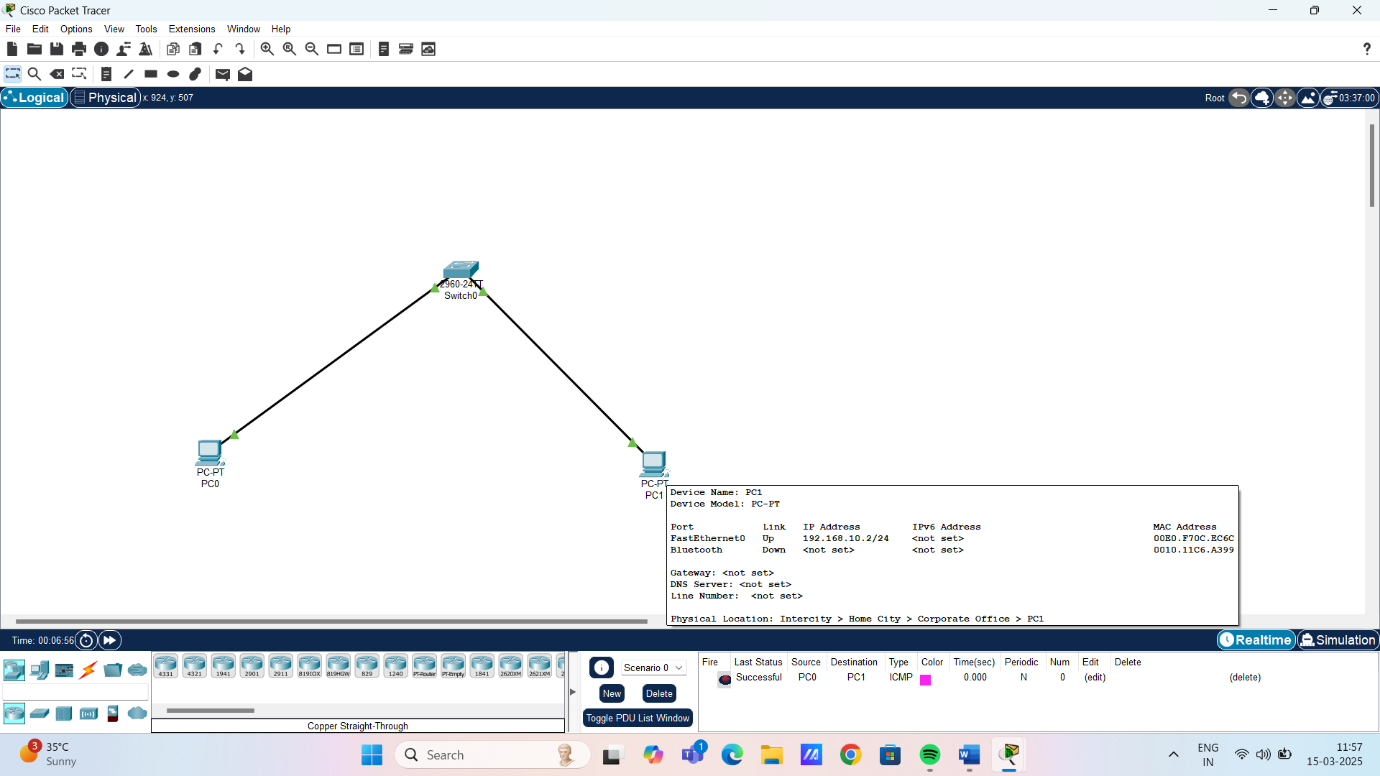 Cisco Packet Tracer
File Edit Options View Tools Extensions Window Help
?
Logical Physical x: 924, y: 507 Root 03:37:00
2960-24TT
Switch0
PC-PT
PC0
PC-PT
PC1
Device Name: PC1
Device Model: PC-PT
Port Link IP Address IPv6 Address MAC Address
FastEthernet0 Up 192.168.10.2/24 <not set> 00E0.F70C.EC6C
Bluetooth Down <not set> <not set> 0010.11C6.A399
Gateway: <not set>
DNS Server: <not set>
Line Number: <not set>
Physical Location: Intercity > Home City > Corporate Office > PC1
Time: 00:06:56 Realtime Simulation
4331 4321 1941 2901 2911 819IOX 819HGW 829 1240 PT-Router PT-Empty 1841 2620XM 2621XM 2
Copper Straight-Through
Scenario 0
New Delete
Toggle PDU List Window
Fire Last Status Source Destination Type Color Time(sec) Periodic Num Edit Delete
Successful PC0 PC1 ICMP 0.000 N 0 (edit) (delete)
3 35°C
Sunny
Search
1
ENG
IN
11:57
15-03-2025